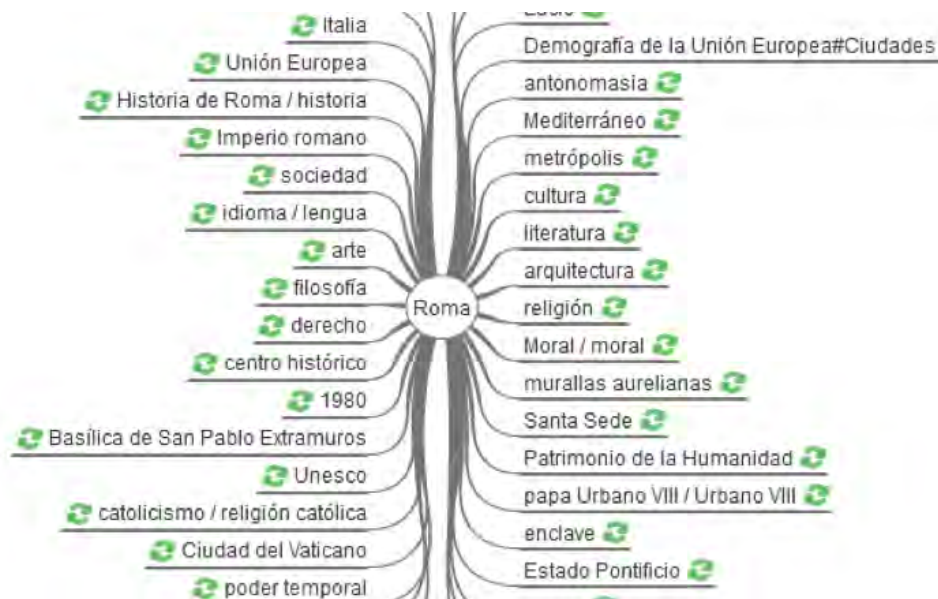 Italia
Unión Europea
Historia de Roma / historia
Imperio romano
sociedad
idioma / lengua
arte
filosofía
derecho
centro histórico
1980
Basílica de San Pablo Extramuros
Unesco
catolicismo / religión católica
Ciudad del Vaticano
poder temporal
Roma
Demografía de la Unión Europea#Ciudades
antonomasia
Mediterráneo
metrópolis
cultura
literatura
arquitectura
religión
Moral / moral
murallas aurelianas
Santa Sede
Patrimonio de la Humanidad
papa Urbano VIII / Urbano VIII
enclave
Estado Pontificio